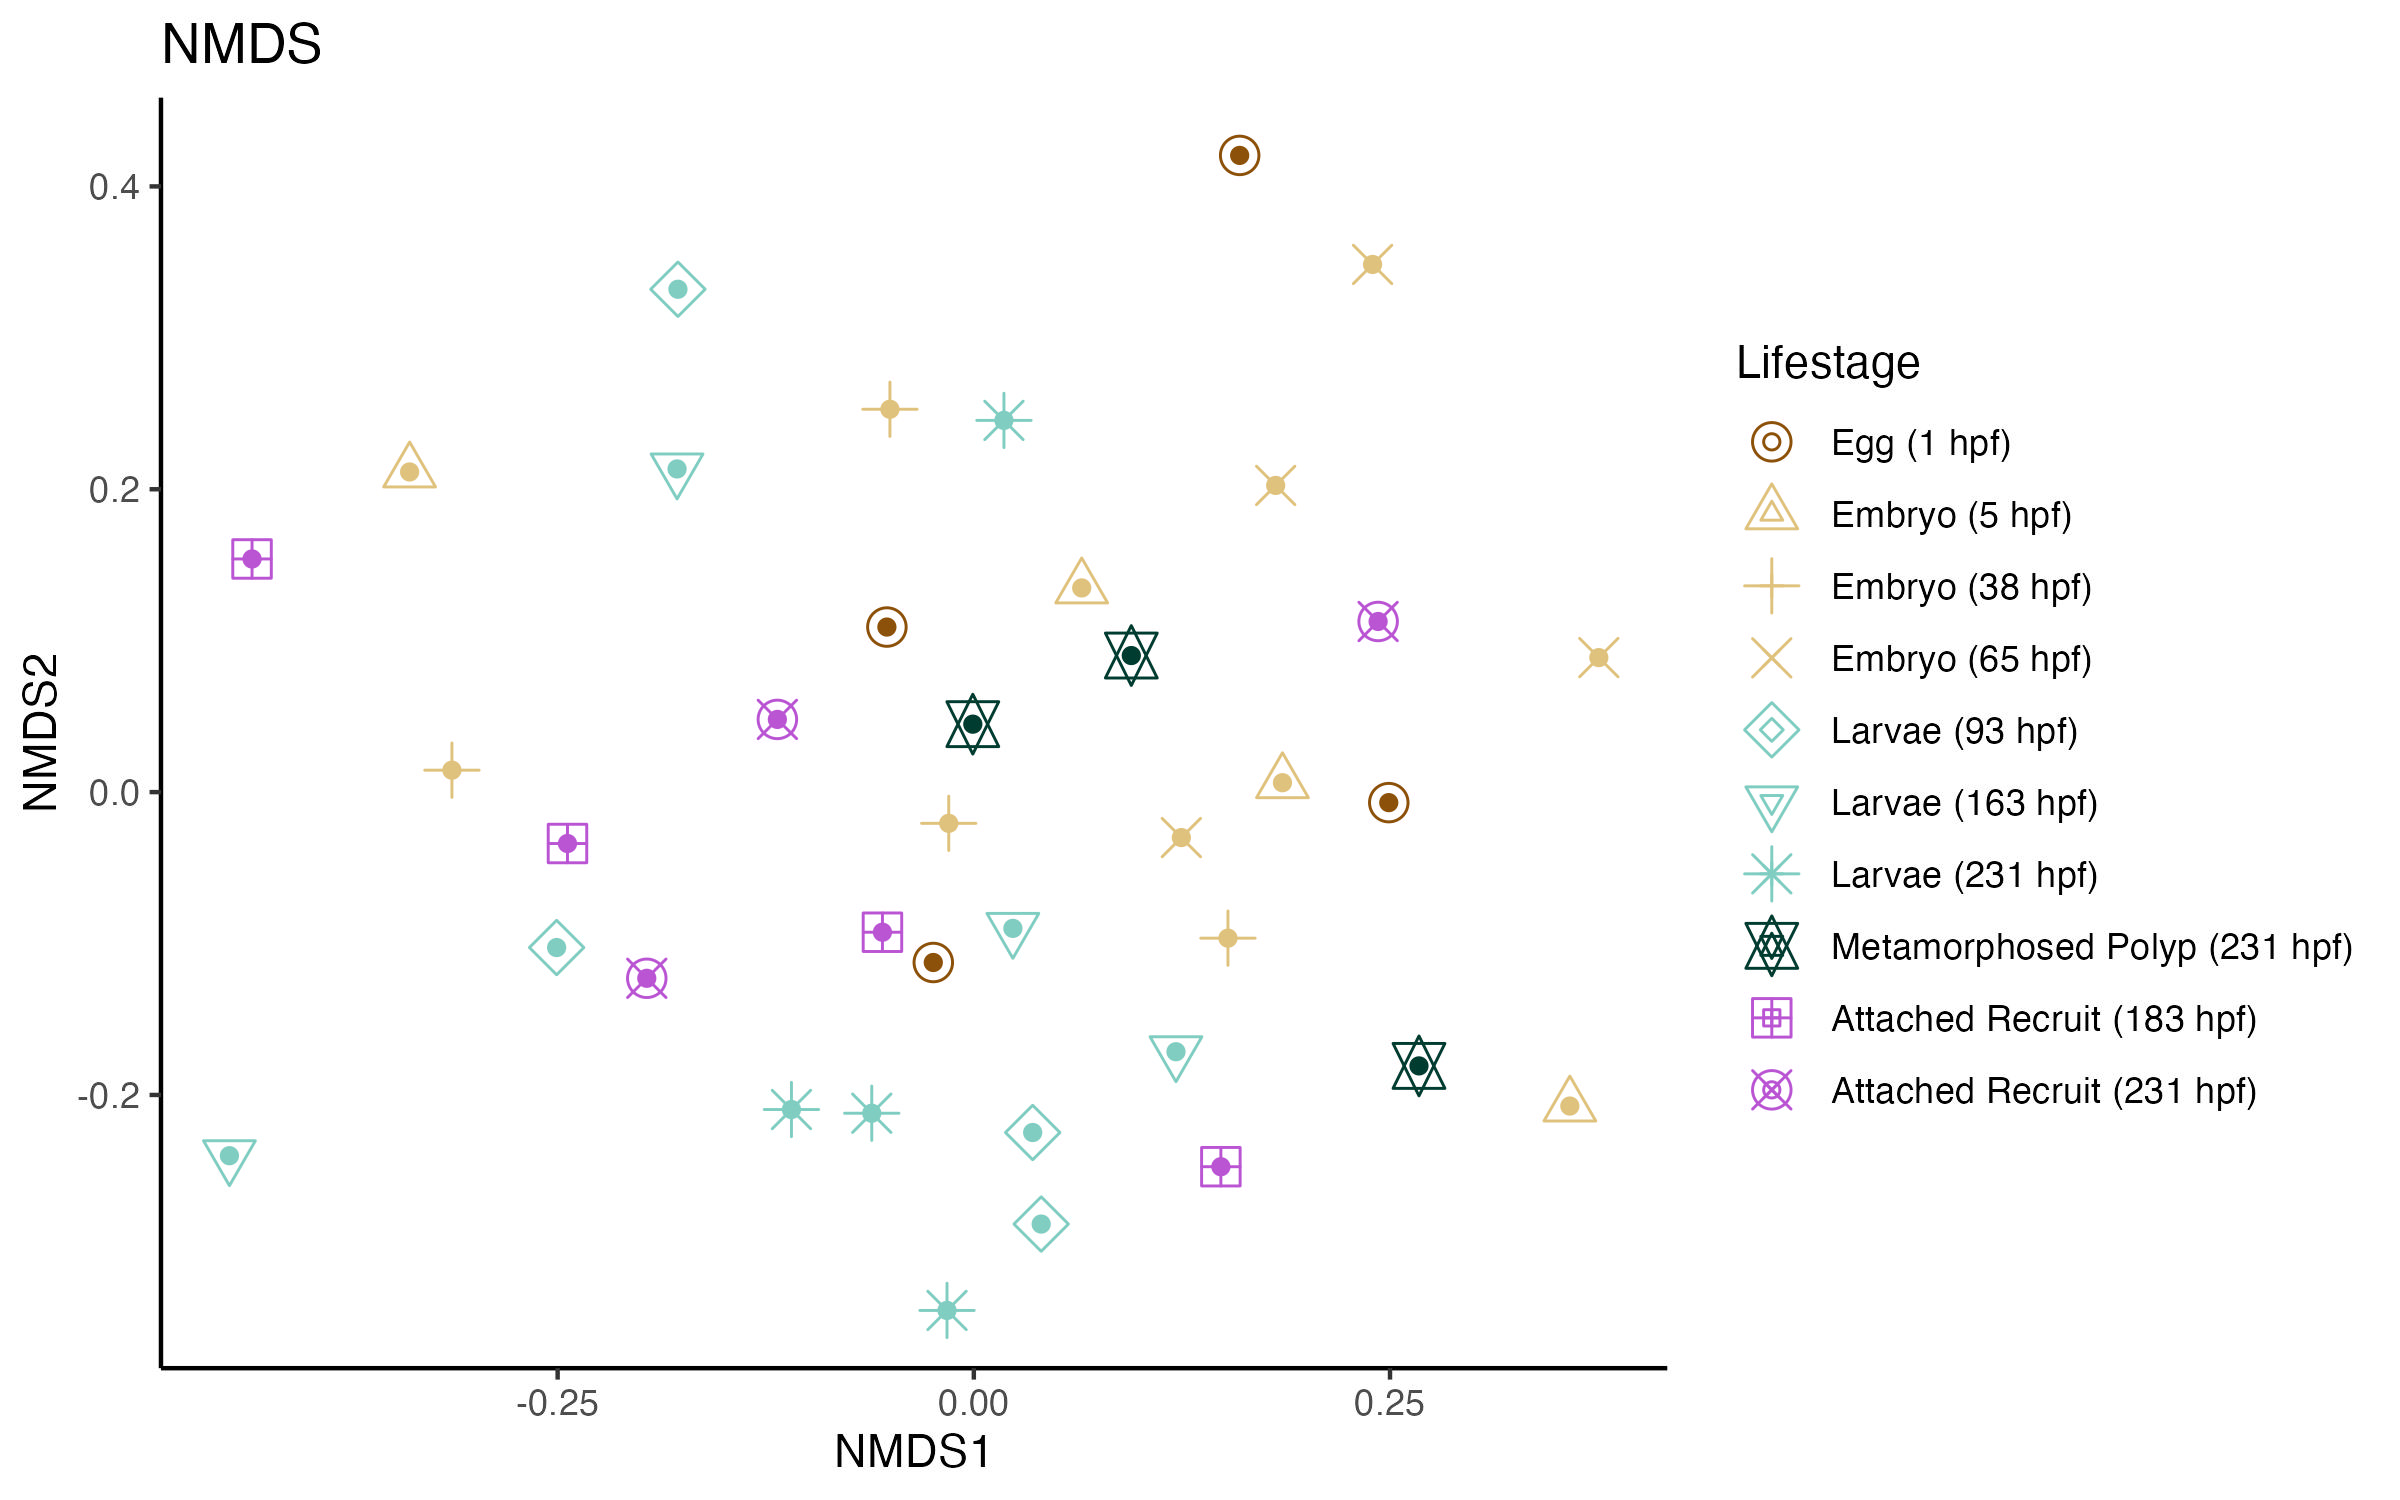 NMDS
0.4
0.2
0.0
-0.2
NMDS2
-0.25
0.00
0.25
NMDS1
Lifestage
Egg (1 hpf)
Embryo (5 hpf)
Embryo (38 hpf)
Embryo (65 hpf)
Larvae (93 hpf)
Larvae (163 hpf)
Larvae (231 hpf)
Metamorphosed Polyp (231 hpf)
Attached Recruit (183 hpf)
Attached Recruit (231 hpf)